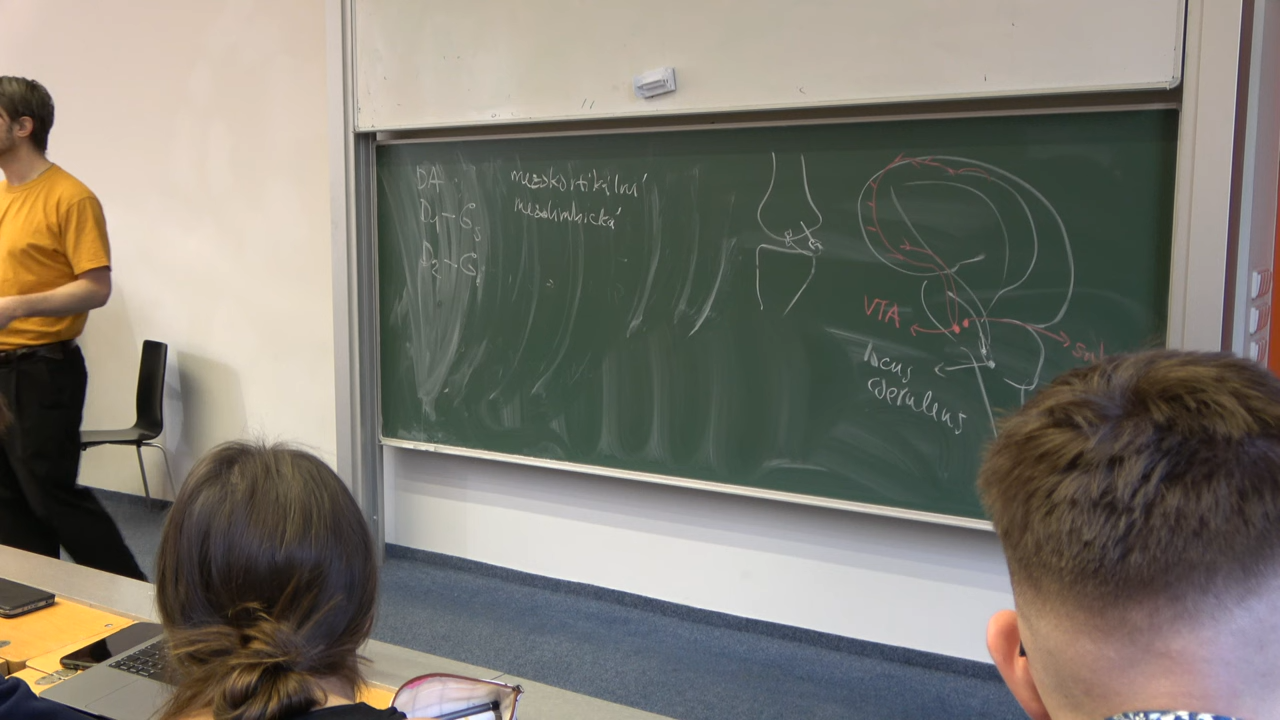 DA
D₁-Gₛ
D₂-Gᵢ
mezokortikální
mezolimbická
VTA
locus
coeruleus